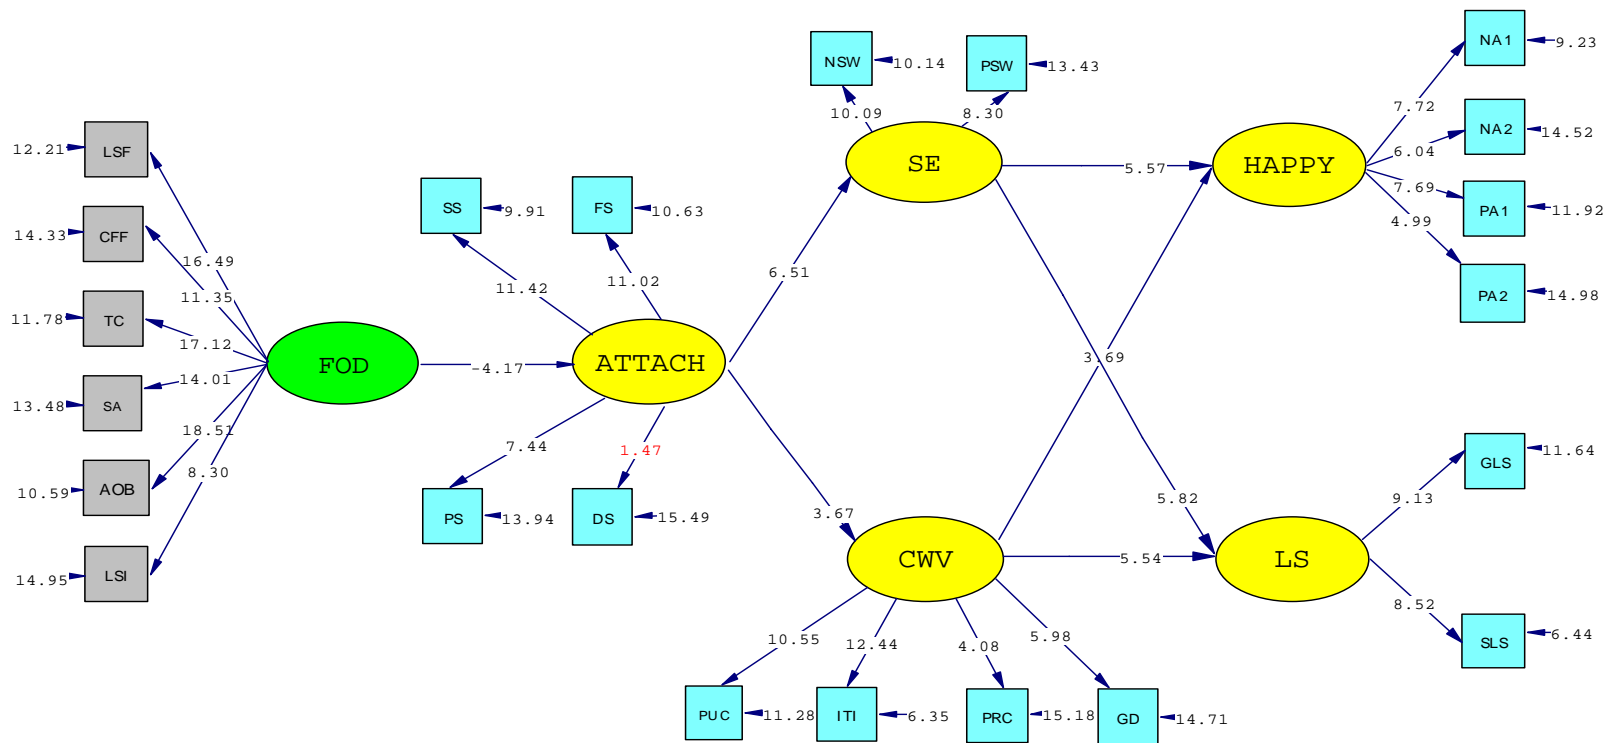 12.21
LSF
14.33
CFF
11.78
TC
13.48
SA
10.59
AOB
14.95
LSI
16.49
11.35
17.12
14.01
18.51
8.30
FOD
-4.17
SS
9.91
FS
10.63
11.42
11.02
ATTACH
7.44
1.47
PS
13.94
DS
15.49
6.51
3.67
NSW
10.14
PSW
13.43
10.09
8.30
SE
5.57
3.69
5.82
CWV
5.54
10.55
12.44
4.08
5.98
PUC
11.28
ITI
6.35
PRC
15.18
GD
14.71
HAPPY
7.72
6.04
7.69
4.99
NA1
9.23
NA2
14.52
PA1
11.92
PA2
14.98
LS
9.13
8.52
GLS
11.64
SLS
6.44